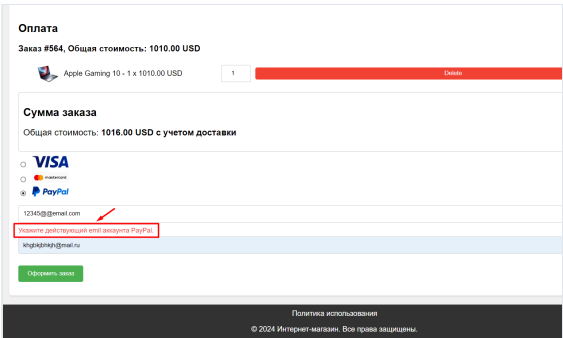 Оплата
Заказ #564, Общая стоимость: 1010.00 USD
Apple Gaming 10 - 1 x 1010.00 USD 1 Delete
Сумма заказа
Общая стоимость: 1016.00 USD с учетом доставки
VISA
mastercard
PayPal
12345@@email.com
Укажите действующий emil аккаунта PayPal.
khgbkjbhkjh@mail.ru
Оформить заказ
Политика использования
© 2024 Интернет-магазин. Все права защищены.